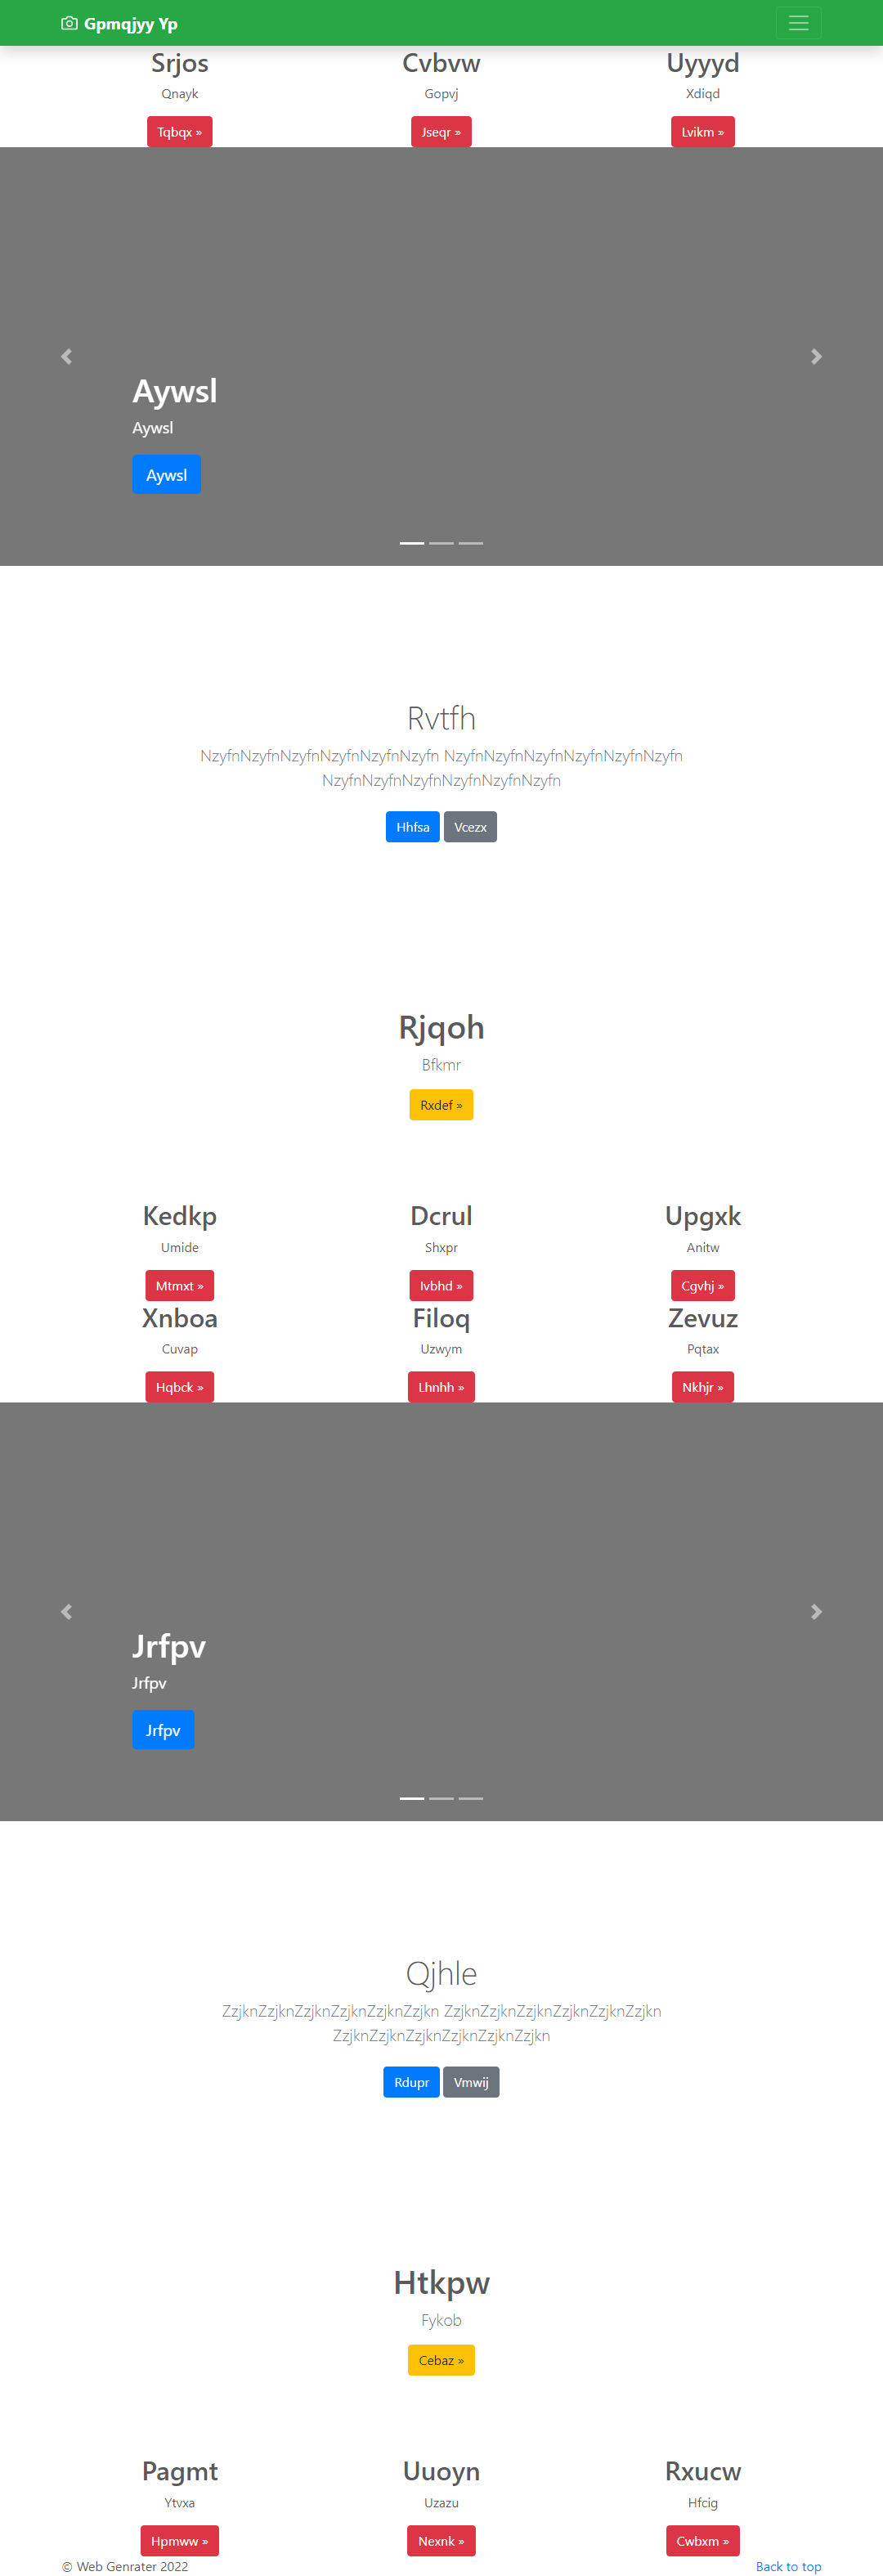 Gpmqjyy Yp
Srjos Cvbvw Uyyyd
Qnayk Gopvj Xdiqd
Tqbqx » Jseqr » Lvikm »
Aywsl
Aywsl
Aywsl
Rvtfh
NzyfnNzyfnNzyfnNzyfnNzyfnNzyfn NzyfnNzyfnNzyfnNzyfnNzyfnNzyfn
NzyfnNzyfnNzyfnNzyfnNzyfnNzyfn
Hhfsa Vcezx
Rjqoh
Bfkmr
Rxdef »
Kedkp Dcrul Upgxk
Umide Shxpr Anitw
Mtmxt » Ivbhd » Cgvhj »
Xnboa Filoq Zevuz
Cuvap Uzwym Pqtax
Hqbck » Lhnhh » Nkhjr »
Jrfpv
Jrfpv
Jrfpv
Qjhle
ZzjknZzjknZzjknZzjknZzjknZzjkn ZzjknZzjknZzjknZzjknZzjknZzjkn
ZzjknZzjknZzjknZzjknZzjknZzjkn
Rdupr Vmwij
Htkpw
Fykob
Cebaz »
Pagmt Uuoyn Rxucw
Ytvxa Uzazu Hfcig
Hpmww » Nexnk » Cwbxm »
© Web Genrater 2022 Back to top